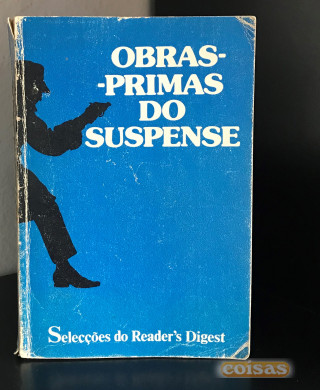 OBRAS-
-PRIMAS
DO
SUSPENSE
Selecções do Reader's Digest
coisas